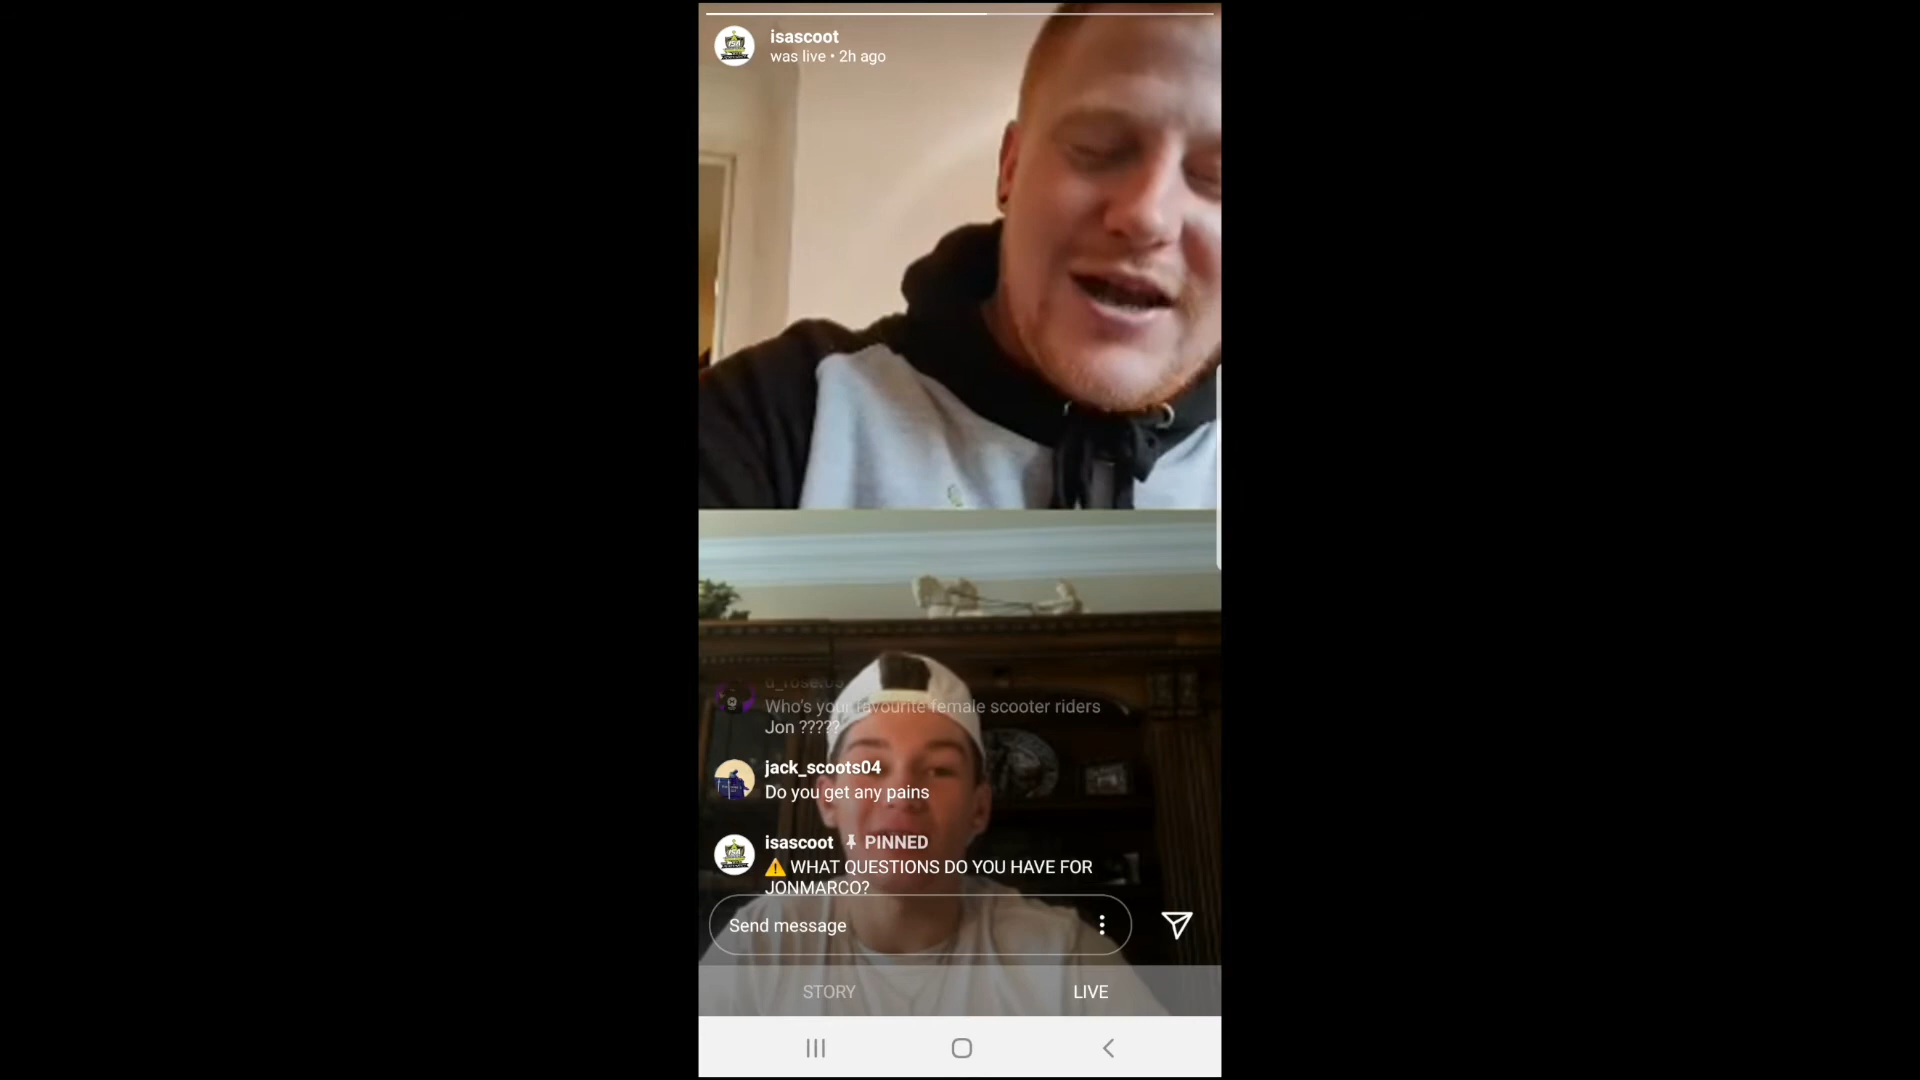 isascoot
was live • 2h ago
Who's your favourite female scooter riders
Jon ?????
jack_scoots04
Do you get any pains
isascoot PINNED
⚠️ WHAT QUESTIONS DO YOU HAVE FOR
JONMARCO?
Send message
STORY LIVE